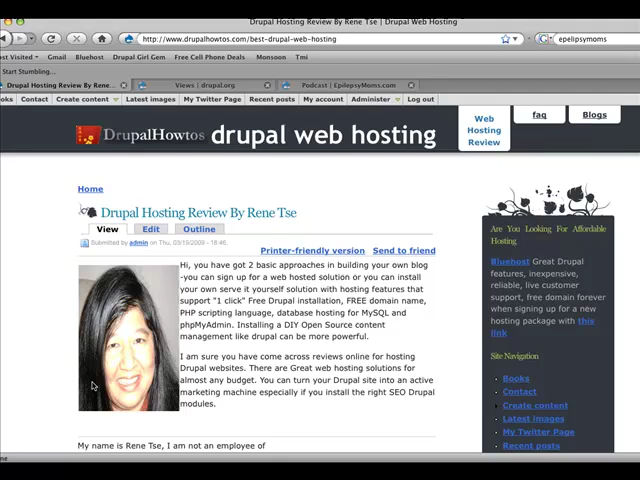 Drupal Hosting Review By Rene Tse | Drupal Web Hosting
http://www.drupalhowtos.com/best-drupal-web-hosting
epelipsymoms
ost Visited
Gmail
Bluehost
Drupal Girl Gem
Free Cell Phone Deals
Monsoon
Tmi
Start Stumbling...
Drupal Hosting Review By Rene...
Views | drupal.org
Podcast | EpilepsyMoms.com
oks
Contact
Create content
Latest images
My Twitter Page
Recent posts
My account
Administer
Log out
DrupalHowtos
drupal web hosting
Web
Hosting
Review
faq
Blogs
Home
Drupal Hosting Review By Rene Tse
View
Edit
Outline
Submitted by admin on Thu, 03/19/2009 - 18:46.
Printer-friendly version
Send to friend
Hi, you have got 2 basic approaches in building your own blog
-you can sign up for a web hosted solution or you can install
your own serve it yourself solution with hosting features that
support "1 click" Free Drupal installation, FREE domain name,
PHP scripting language, database hosting for MySQL and
phpMyAdmin. Installing a DIY Open Source content
management like drupal can be more powerful.
I am sure you have come across reviews online for hosting
Drupal websites. There are Great web hosting solutions for
almost any budget. You can turn your Drupal site into an active
marketing machine especially if you install the right SEO Drupal
modules.
My name is Rene Tse, I am not an employee of
Are You Looking For Affordable
Hosting
Bluehost Great Drupal
features, inexpensive,
reliable, live customer
support, free domain forever
when signing up for a new
hosting package with this
link
Site Navigation
Books
Contact
Create content
Latest images
My Twitter Page
Recent posts
ne